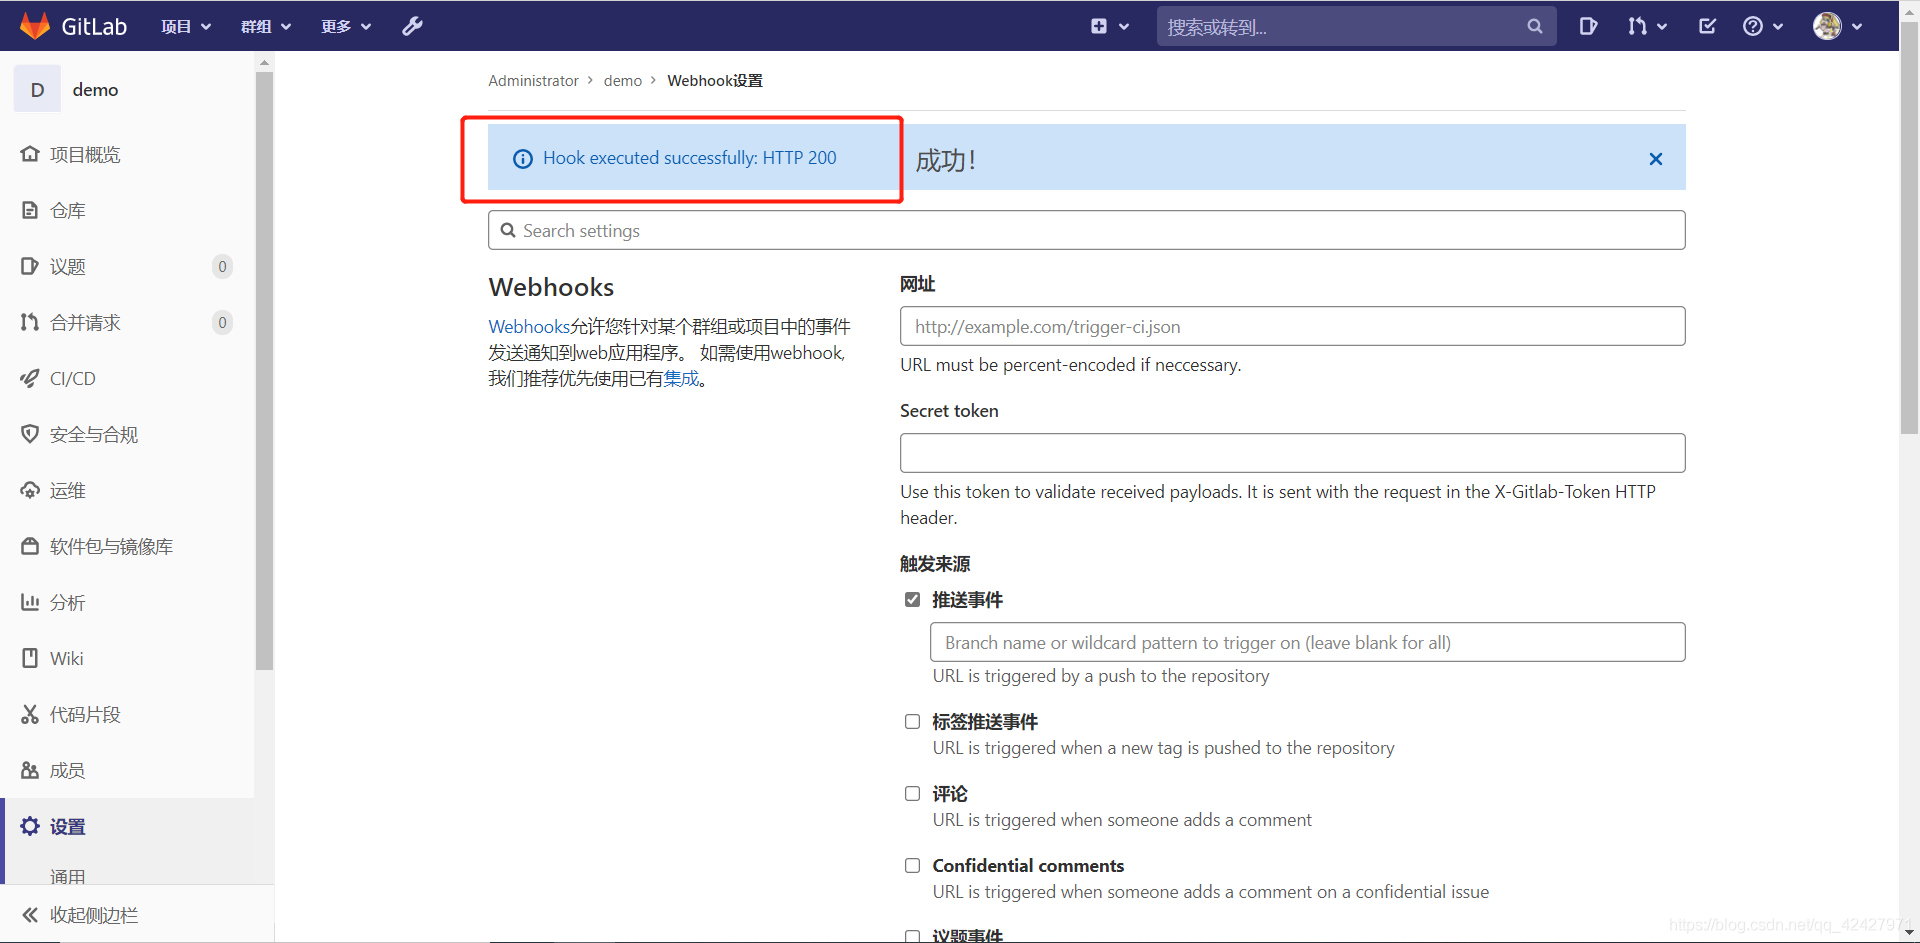 GitLab
项目
群组
更多
搜索或转到...
D
demo
项目概览
仓库
议题
0
合并请求
0
CI/CD
安全与合规
运维
软件包与镜像库
分析
Wiki
代码片段
成员
设置
通用
收起侧边栏
Administrator > demo > Webhook设置
Hook executed successfully: HTTP 200
成功！
Search settings
Webhooks
Webhooks允许您针对某个群组或项目中的事件
发送通知到web应用程序。 如需使用webhook,
我们推荐优先使用已有集成。
网址
http://example.com/trigger-ci.json
URL must be percent-encoded if neccessary.
Secret token
Use this token to validate received payloads. It is sent with the request in the X-Gitlab-Token HTTP
header.
触发来源
推送事件
Branch name or wildcard pattern to trigger on (leave blank for all)
URL is triggered by a push to the repository
标签推送事件
URL is triggered when a new tag is pushed to the repository
评论
URL is triggered when someone adds a comment
Confidential comments
URL is triggered when someone adds a comment on a confidential issue
议题事件
https://blog.csdn.net/qq_42427971